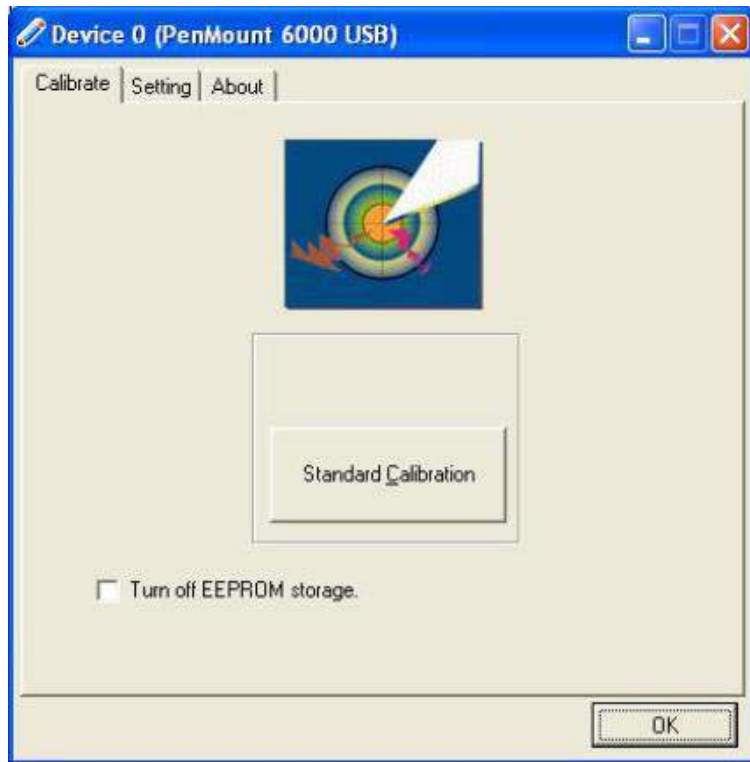 Device 0 (PenMount 6000 USB)
Calibrate Setting About
Standard Calibration
Turn off EEPROM storage.
OK